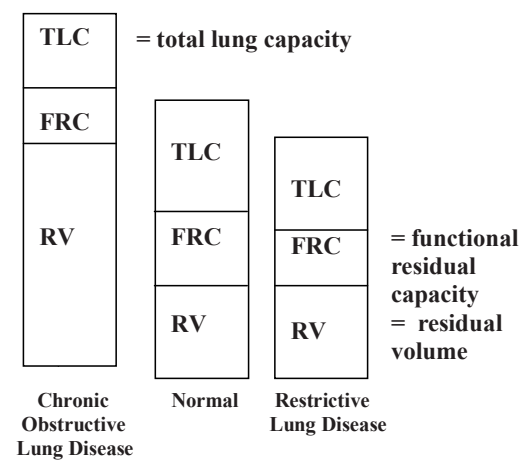 TLC
= total lung capacity
FRC
RV
TLC
FRC
RV
TLC
FRC
RV
= functional
residual
capacity
= residual
volume
Chronic
Obstructive
Lung Disease
Normal
Restrictive
Lung Disease